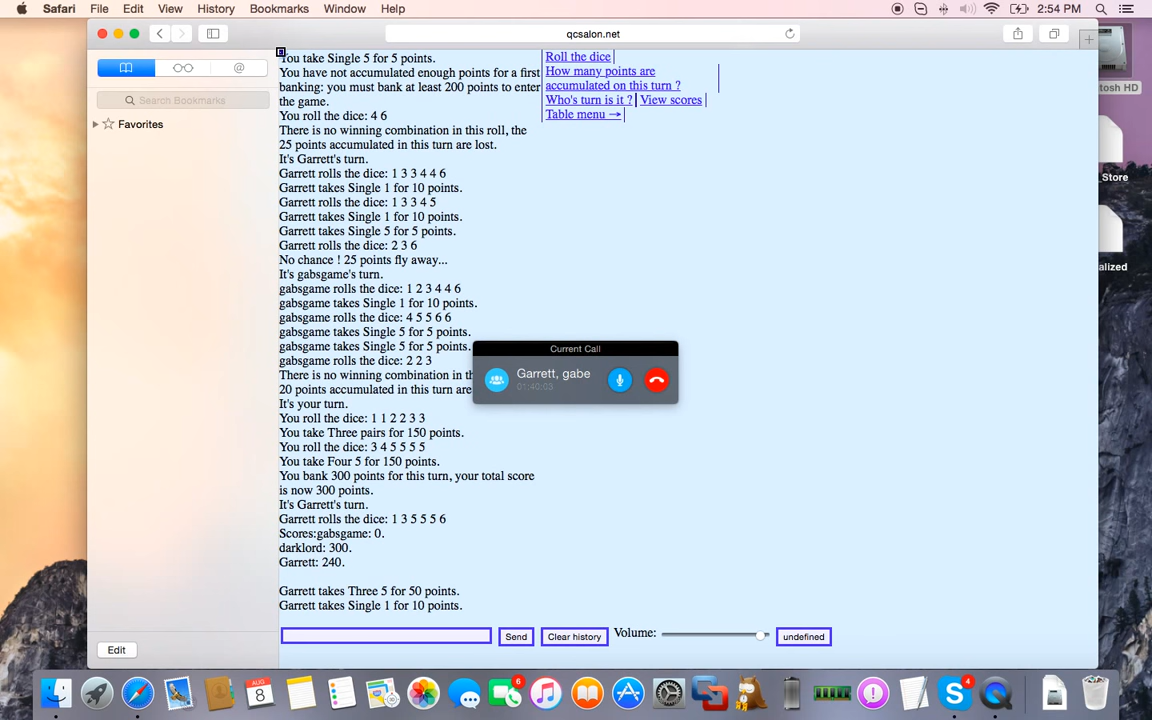 Safari File Edit View History Bookmarks Window Help 2:54 PM
qcsalon.net
@
Search Bookmarks
Favorites
Edit
You take Single 5 for 5 points.
You have not accumulated enough points for a first
banking: you must bank at least 200 points to enter
the game.
You roll the dice: 4 6
There is no winning combination in this roll, the
25 points accumulated in this turn are lost.
It's Garrett's turn.
Garrett rolls the dice: 1 3 3 4 4 6
Garrett takes Single 1 for 10 points.
Garrett rolls the dice: 1 3 3 4 5
Garrett takes Single 1 for 10 points.
Garrett takes Single 5 for 5 points.
Garrett rolls the dice: 2 3 6
No chance ! 25 points fly away...
It's gabsgame's turn.
gabsgame rolls the dice: 1 2 3 4 4 6
gabsgame takes Single 1 for 10 points.
gabsgame rolls the dice: 4 5 5 6 6
gabsgame takes Single 5 for 5 points.
gabsgame takes Single 5 for 5 points.
gabsgame rolls the dice: 2 2 3
There is no winning combination in th
20 points accumulated in this turn are
It's your turn.
You roll the dice: 1 1 2 2 3 3
You take Three pairs for 150 points.
You roll the dice: 3 4 5 5 5 5
You take Four 5 for 150 points.
You bank 300 points for this turn, your total score
is now 300 points.
It's Garrett's turn.
Garrett rolls the dice: 1 3 5 5 5 6
Scores:gabsgame: 0.
darklord: 300.
Garrett: 240.
Garrett takes Three 5 for 50 points.
Garrett takes Single 1 for 10 points.
Roll the dice
How many points are
accumulated on this turn ?
Who's turn is it ? View scores
Table menu →
Current Call
Garrett, gabe
01:40:03
Send Clear history Volume: undefined
tosh HD
_Store
alized
AUG
8
6
4